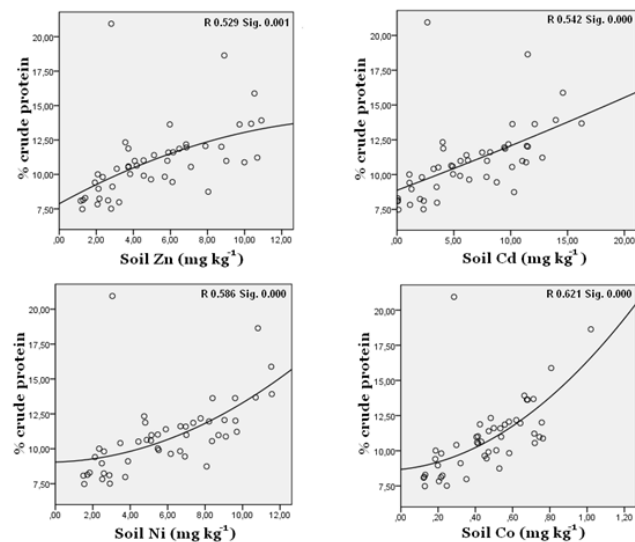 R 0.529 Sig. 0.001
20,00
17,50
15,00
12,50
10,00
7,50
% crude protein
,00 2,00 4,00 6,00 8,00 10,00 12,00
Soil Zn (mg kg-1)
R 0.542 Sig. 0.000
20,00
17,50
15,00
12,50
10,00
7,50
% crude protein
,00 5,00 10,00 15,00 20,00
Soil Cd (mg kg-1)
R 0.586 Sig. 0.000
20,00
17,50
15,00
12,50
10,00
7,50
% crude protein
,00 2,00 4,00 6,00 8,00 10,00 12,00
Soil Ni (mg kg-1)
R 0.621 Sig. 0.000
20,00
17,50
15,00
12,50
10,00
7,50
% crude protein
,00 ,20 ,40 ,60 ,80 1,00 1,20
Soil Co (mg kg-1)